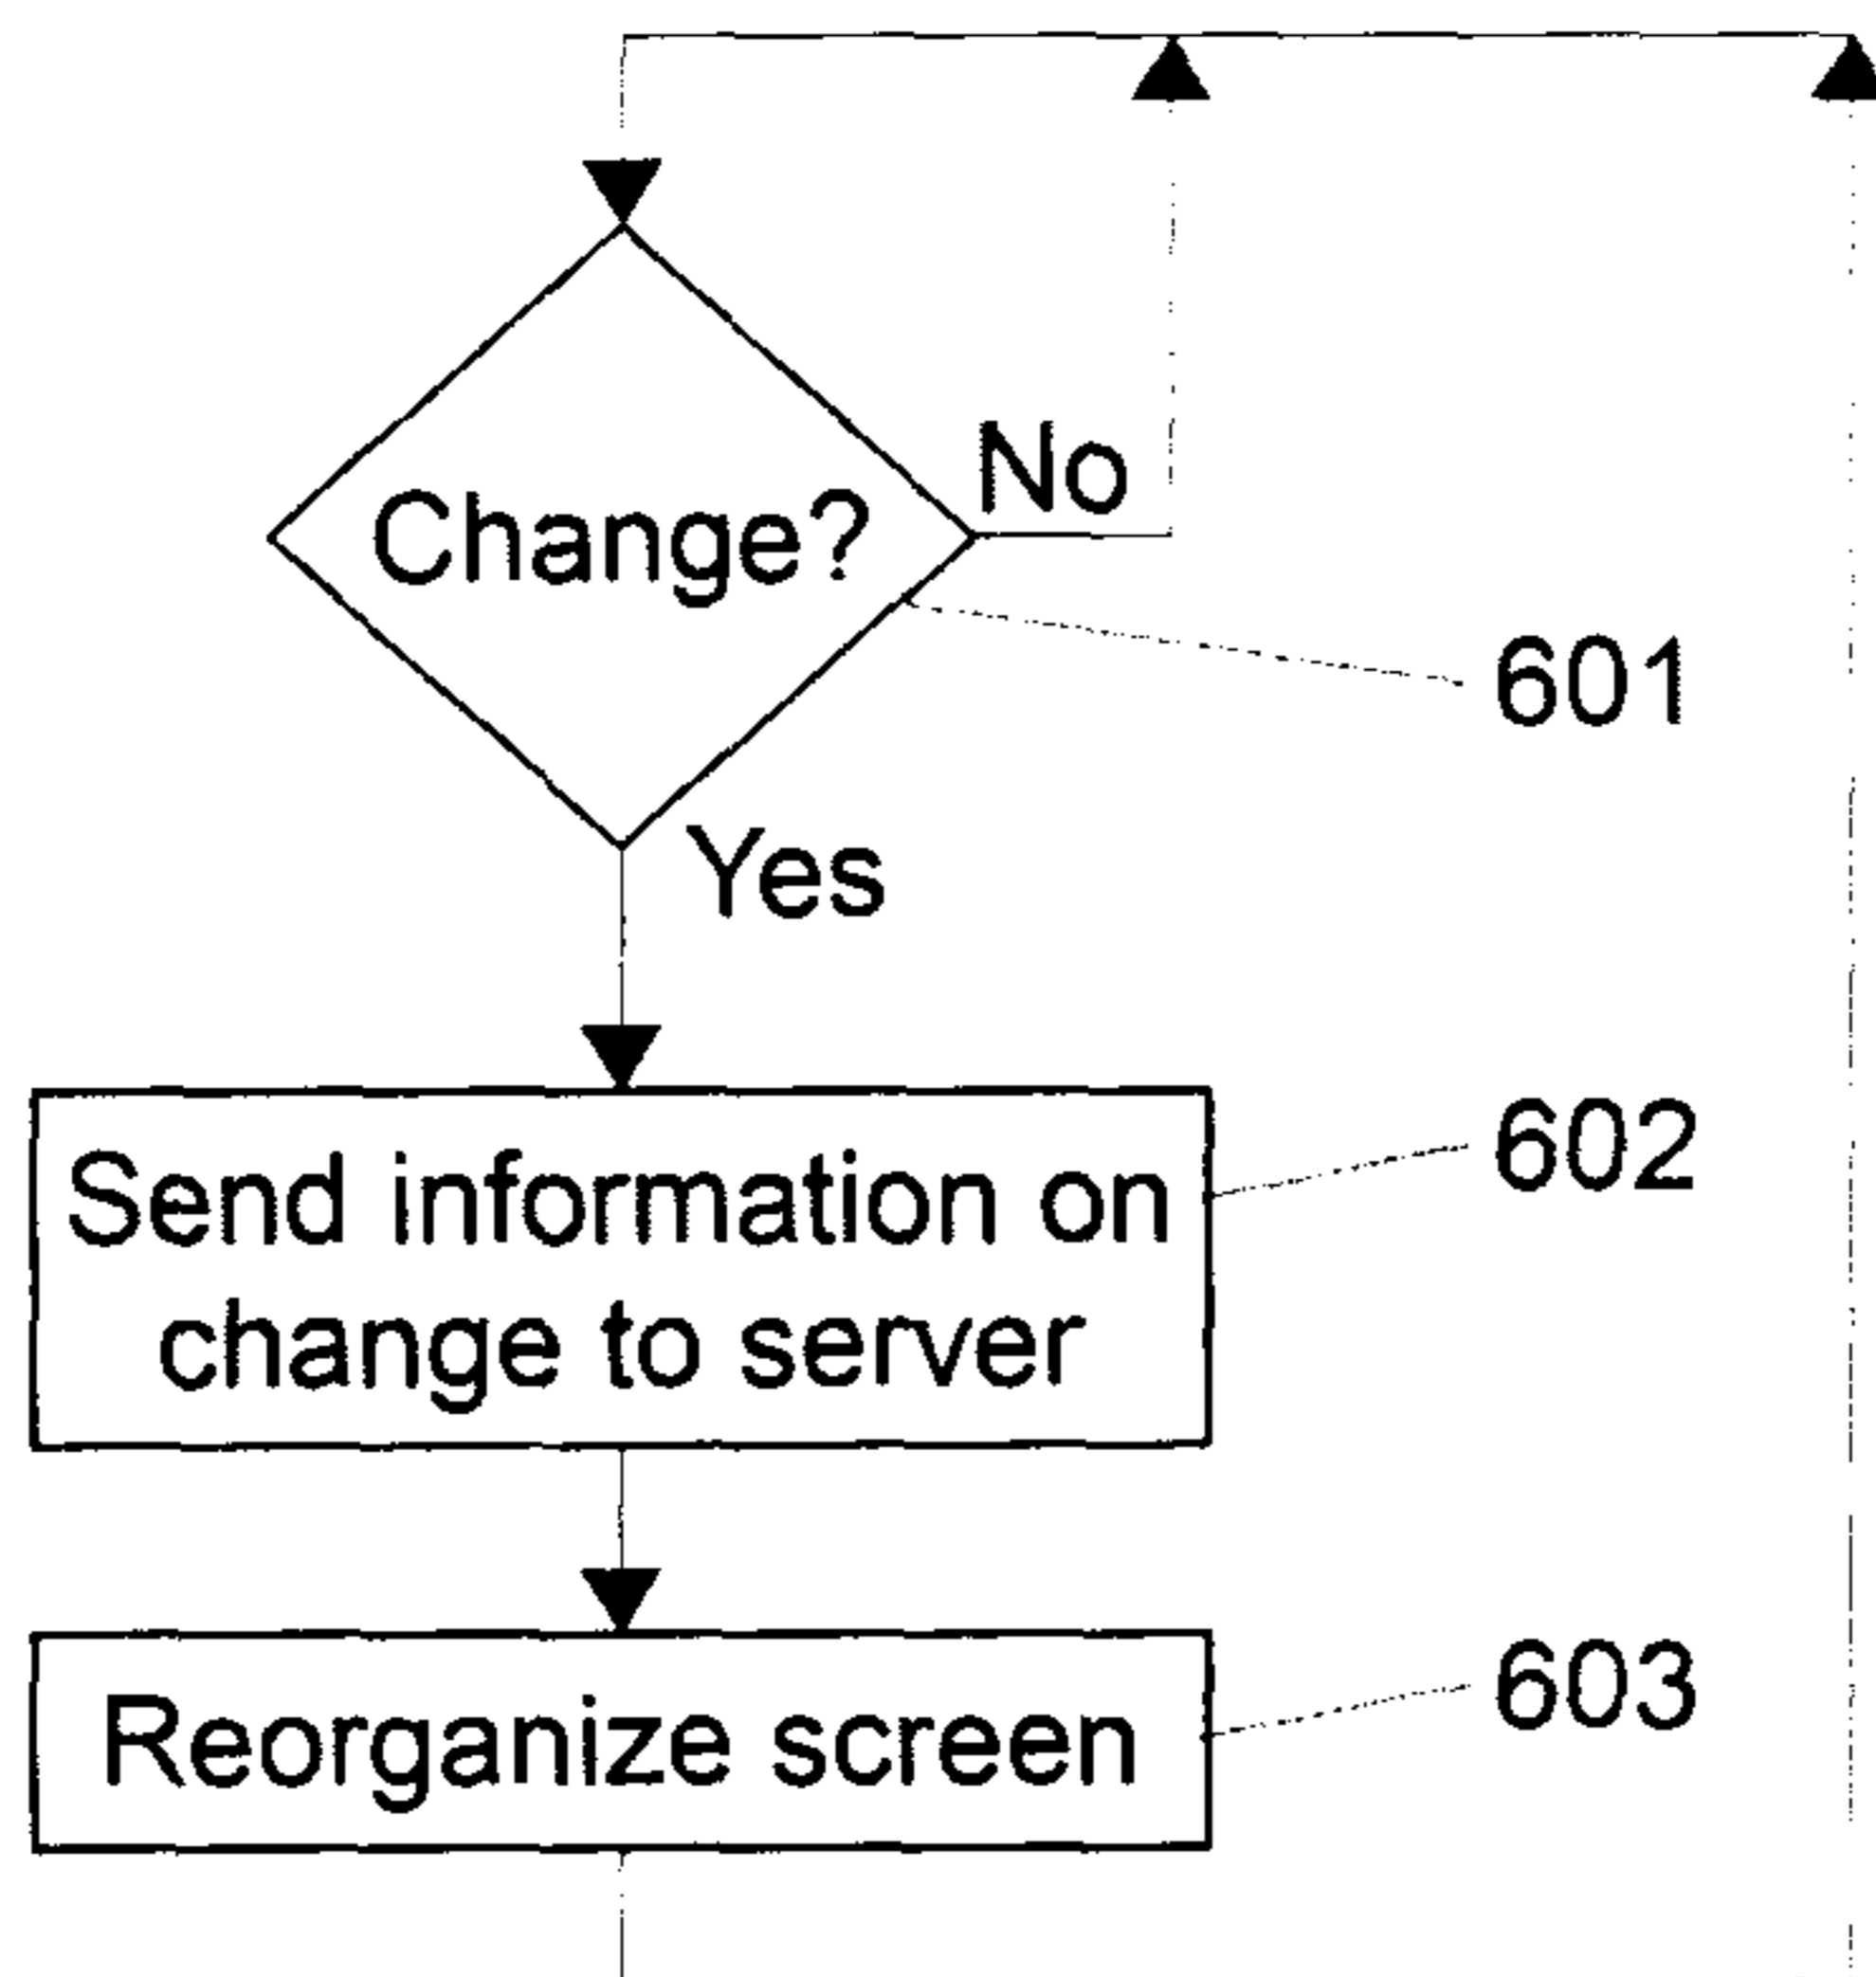 No
Change?
601
Yes
602
Send information on
change to server
603
Reorganize screen